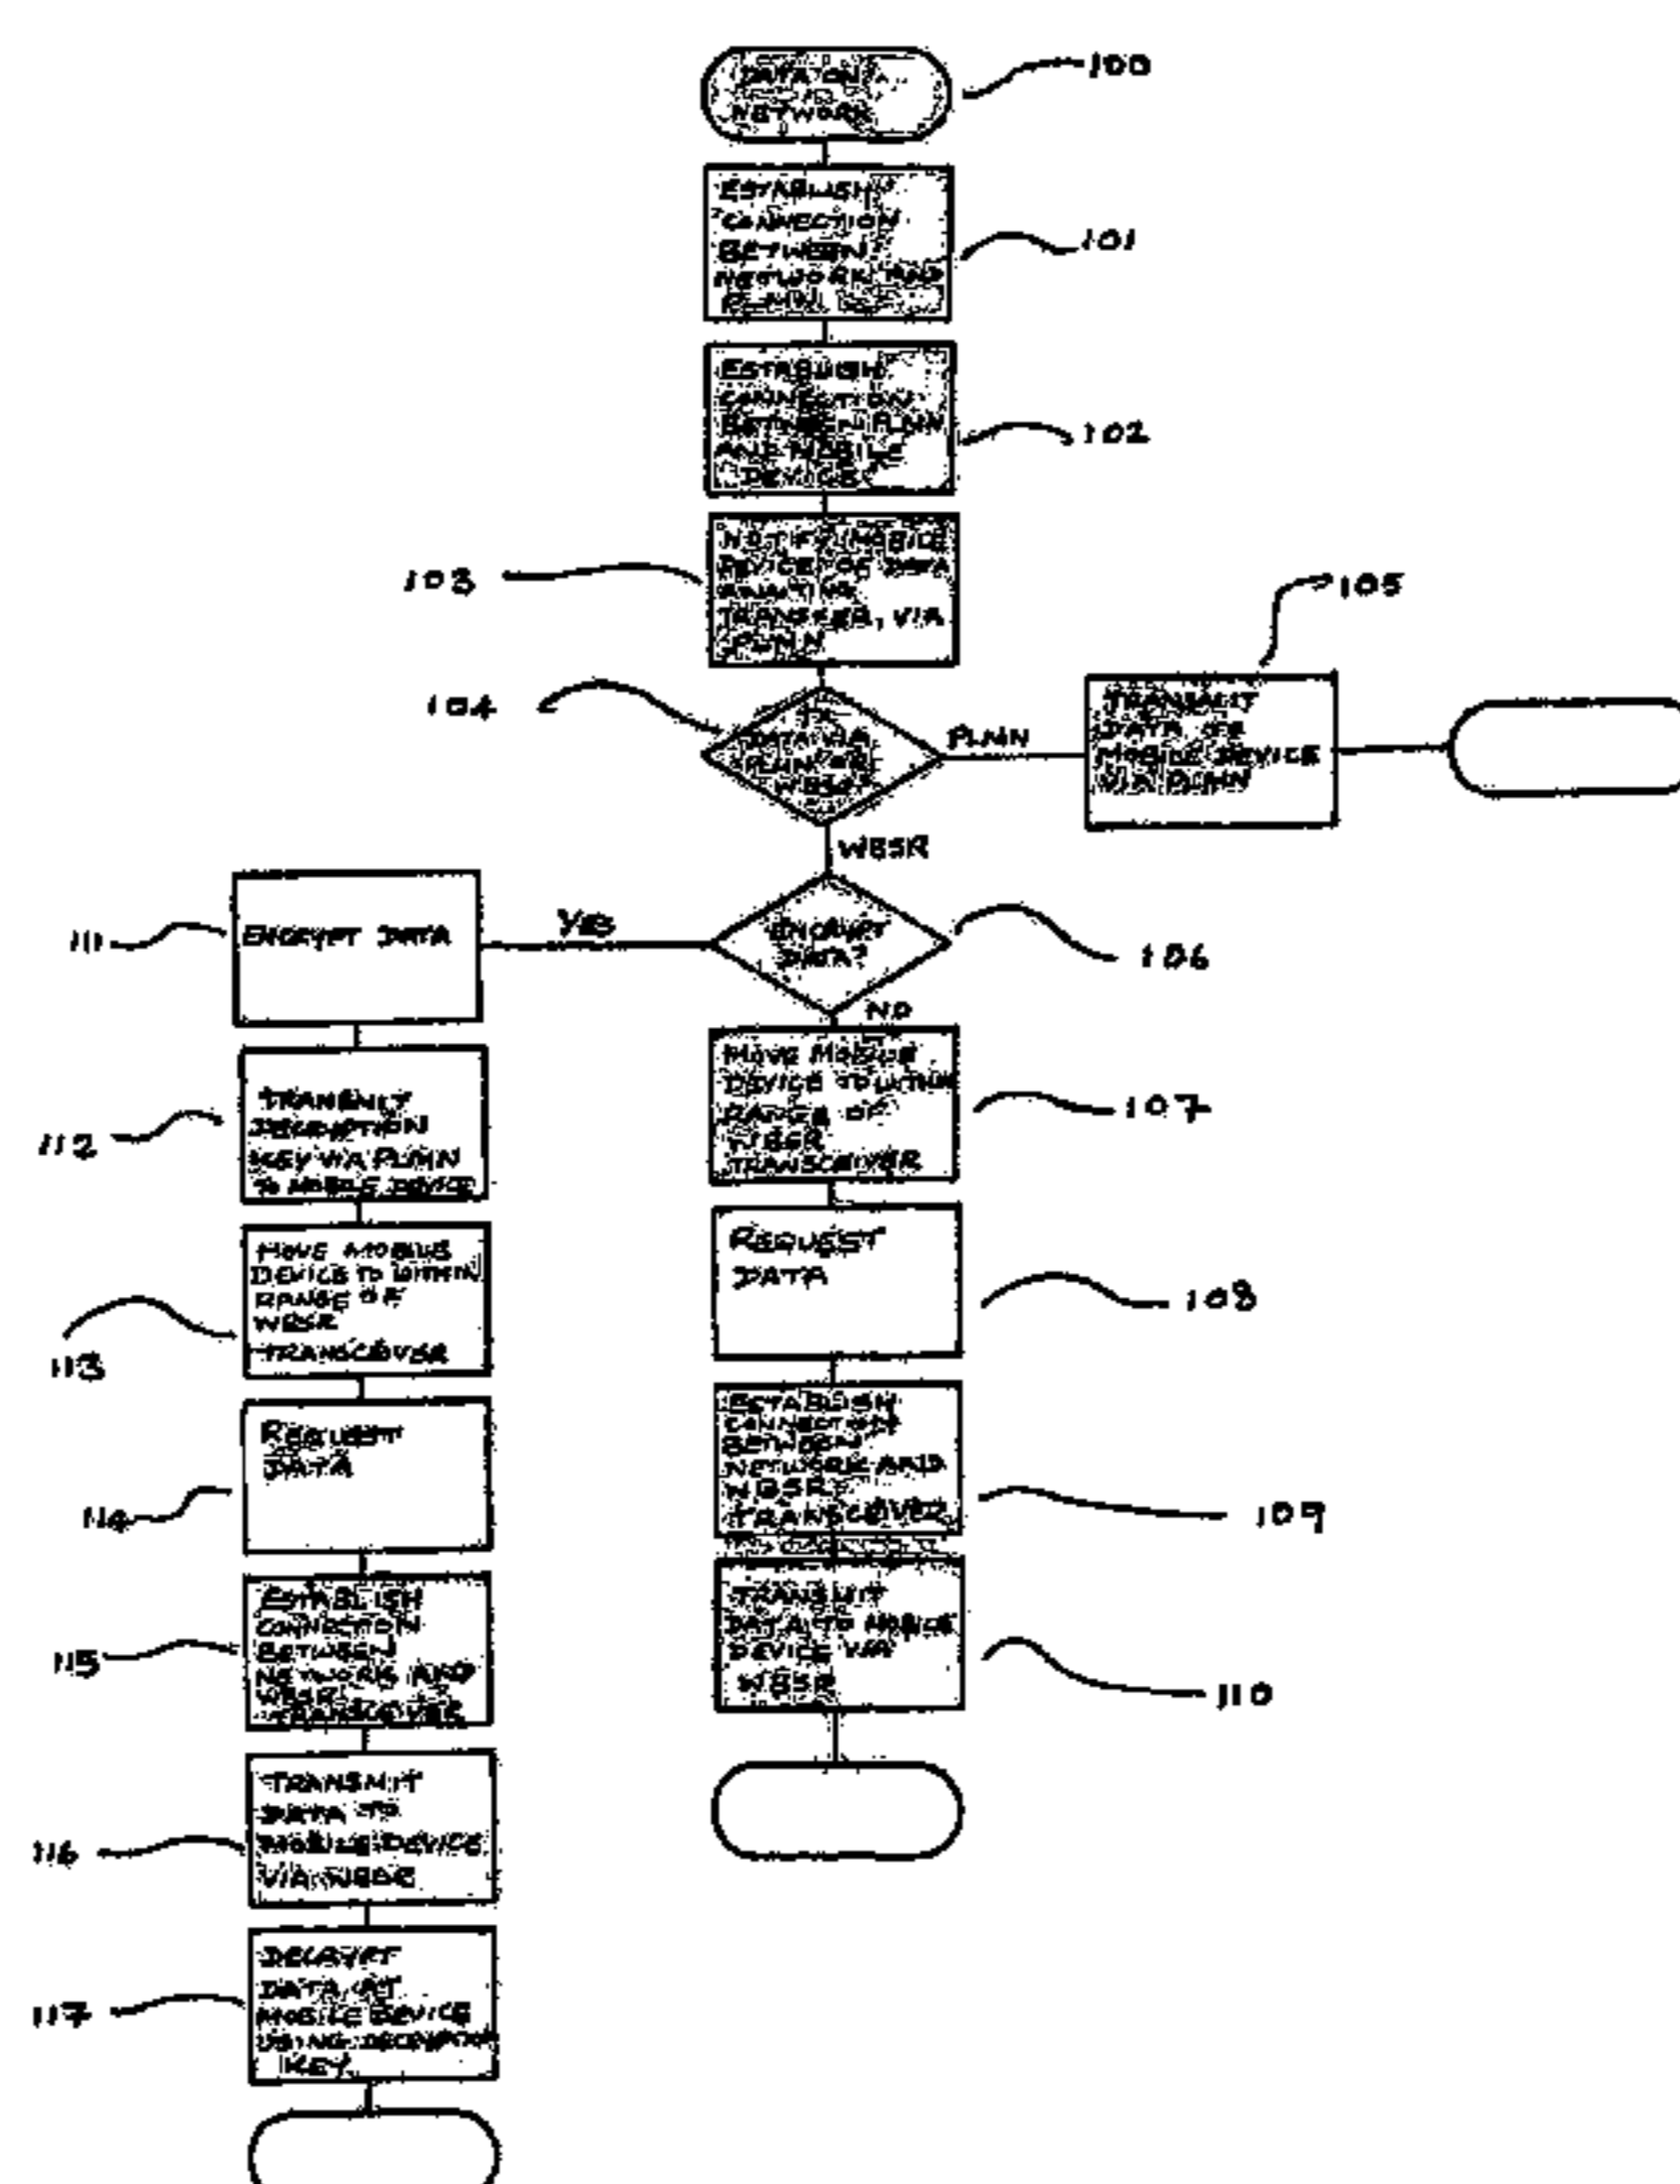 DATA ON
NETWORK
100
ESTABLISH
CONNECTION
BETWEEN
NETWORK AND
PLMN
101
ESTABLISH
CONNECTION
BETWEEN PLMN
AND MOBILE
DEVICE
102
NOTIFY MOBILE
DEVICE OF DATA
AWAITING
TRANSFER, VIA
PLMN
103
104
DATA VIA
PLMN OR
WBSR
PLMN
TRANSMIT
DATA TO
MOBILE DEVICE
VIA PLMN
105
WBSR
ENCRYPT
DATA?
106
YES
NO
111
ENCRYPT DATA
MOVE MOBILE
DEVICE TO WITHIN
RANGE OF
WBSR
TRANSCEIVER
107
112
TRANSMIT
DECRYPTION
KEY VIA PLMN
TO MOBILE DEVICE
REQUEST
DATA
108
113
MOVE MOBILE
DEVICE TO WITHIN
RANGE OF
WBSR
TRANSCEIVER
ESTABLISH
CONNECTION
BETWEEN
NETWORK AND
WBSR
TRANSCEIVER
109
114
REQUEST
DATA
TRANSMIT
DATA TO MOBILE
DEVICE VIA
WBSR
110
115
ESTABLISH
CONNECTION
BETWEEN
NETWORK AND
WBSR
TRANSCEIVER
116
TRANSMIT
DATA TO
MOBILE DEVICE
VIA
117
DECRYPT
DATA AT
MOBILE DEVICE
USING DECRYPTION
KEY